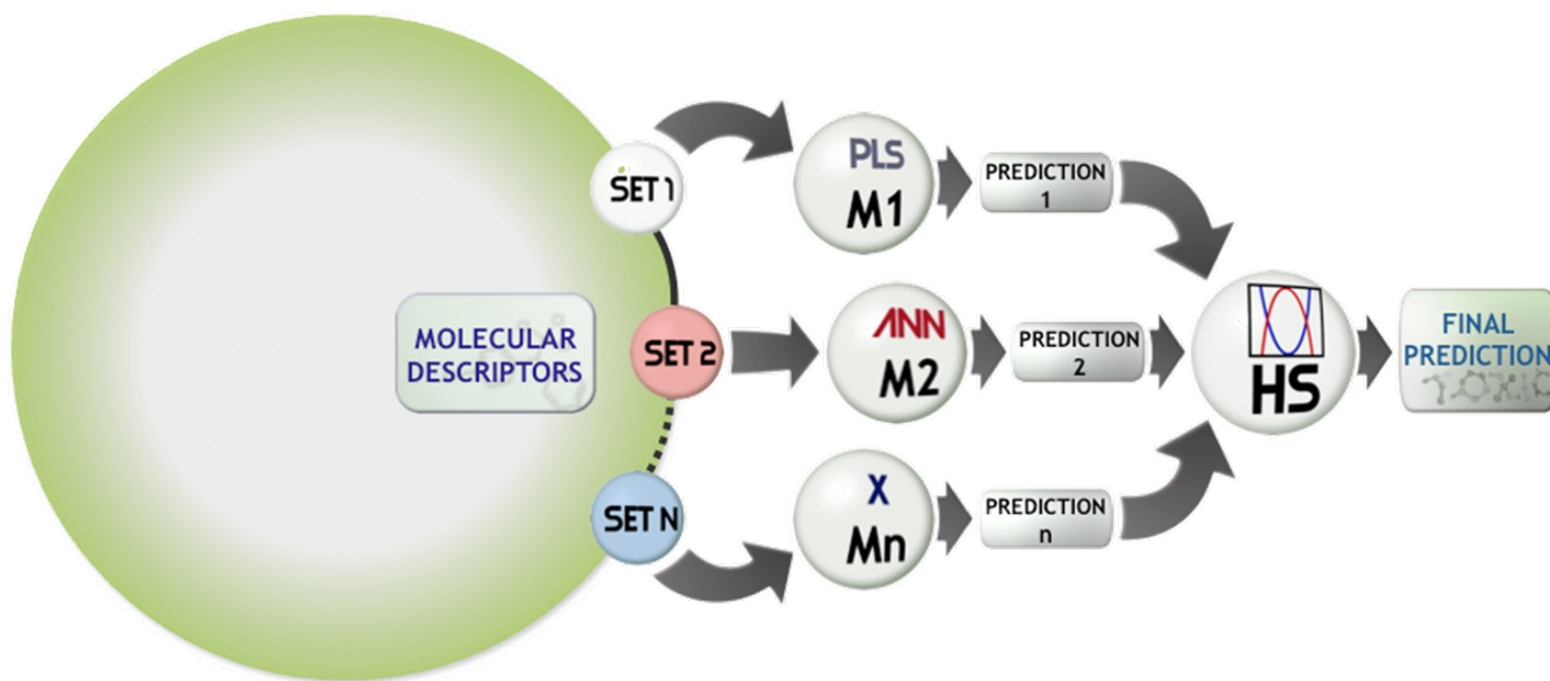 MOLECULAR
DESCRIPTORS
SET 1
SET 2
SET N
PLS
M1
ANN
M2
X
Mn
PREDICTION
1
PREDICTION
2
PREDICTION
n
HS
FINAL
PREDICTION